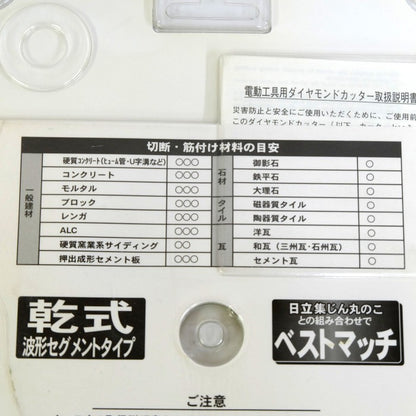 電動工具用ダイヤモンドカッター取扱説明書
災害防止と安全にご使用いただくために、ご使用前
このダイヤモンドカッター
切断・筋付け材料の目安
一般建材
硬質コンクリート(ヒューム管・U字溝など) ○○○
コンクリート ○○○
モルタル ○○○
ブロック ○○○
レンガ ○○○
ALC ○○○
硬質窯業系サイディング ○○
押出成形セメント板 ○○○
石材
御影石 ○
鉄平石 ○
大理石 ○
タイル
磁器質タイル ○
陶器質タイル ○
瓦
洋瓦 ○
和瓦(三州瓦・石州瓦) ○
セメント瓦 ○
乾式
波形セグメントタイプ
日立集じん丸のこ
との組み合わせで
ベストマッチ
ご注意